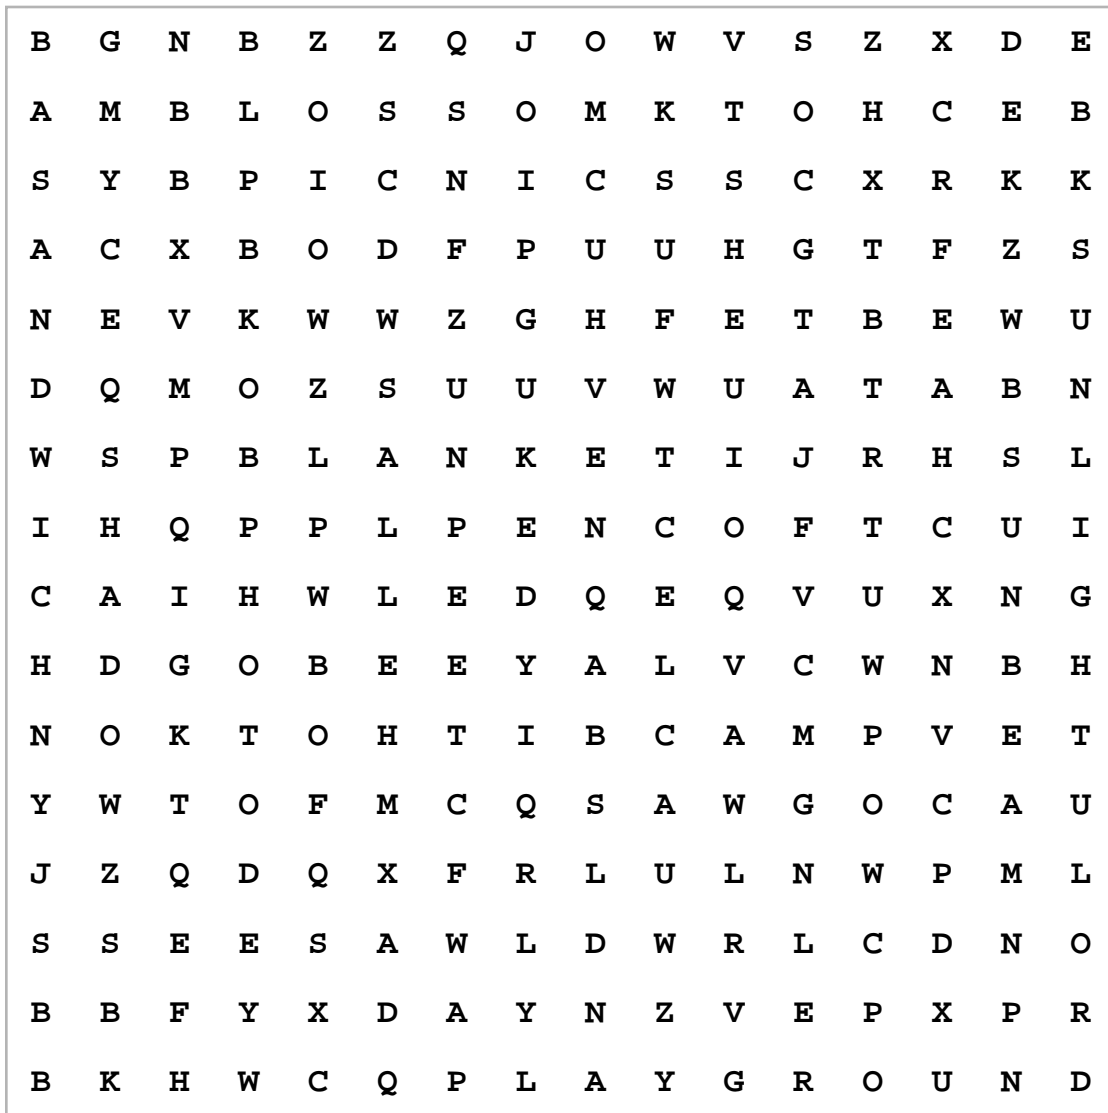 B G N B Z Z Q J O W V S Z X D E
A M B L O S S O M K T O H C E B
S Y B P I C N I C S S C X R K K
A C X B O D F P U U H G T F Z S
N E V K W W Z G H F E T B E W U
D Q M O Z S U U V W U A T A B N
W S P B L A N K E T I J R H S L
I H Q P P L P E N C O F T C U I
C A I H W L E D Q E Q V U X N G
H D G O B E E Y A L V C W N B H
N O K T O H T I B C A M P V E T
Y W T O F M C Q S A W G O C A U
J Z Q D Q X F R L U L N W P M L
S S E E S A W L D W R L C D N O
B B F Y X D A Y N Z V E P X P R
B K H W C Q P L A Y G R O U N D